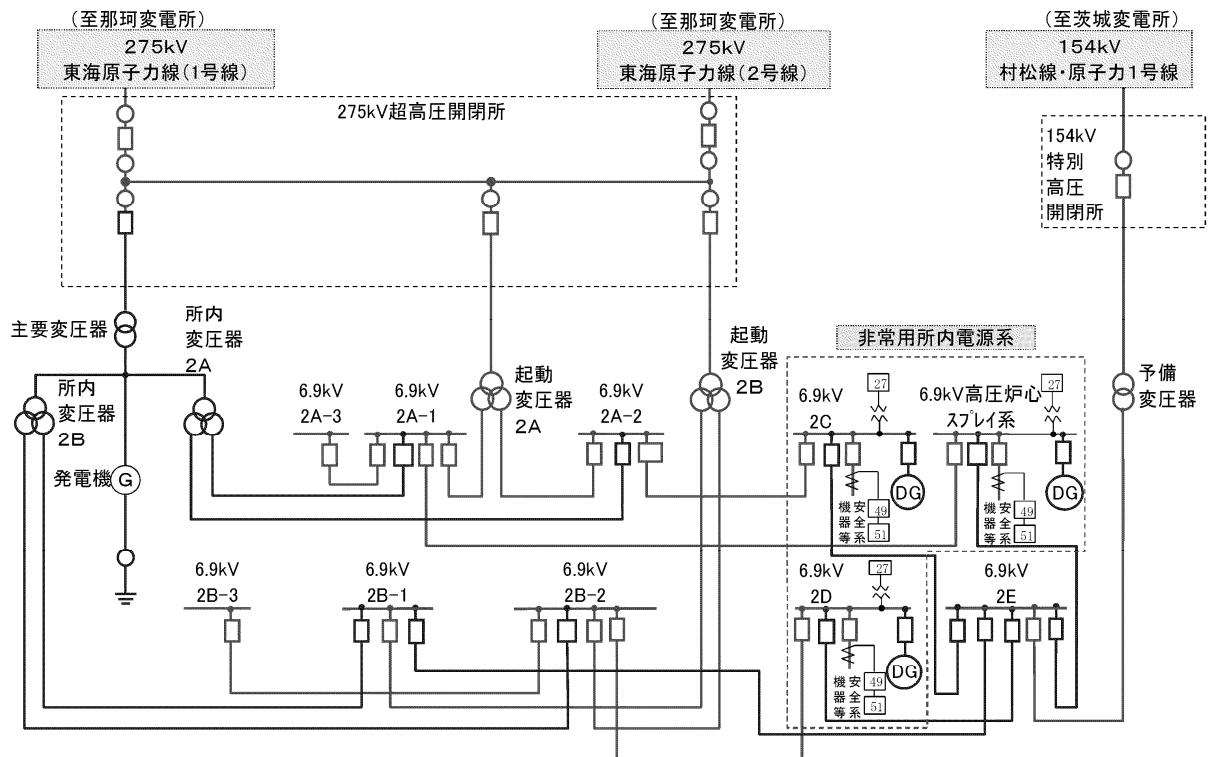 (至那珂変電所)
275kV
東海原子力線(1号線)
(至那珂変電所)
275kV
東海原子力線(2号線)
(至茨城変電所)
154kV
村松線・原子力1号線
275kV超高圧開閉所
154kV
特別
高圧
開閉所
主要変圧器
所内
変圧器
2A
所内
変圧器
2B
発電機
G
起動
変圧器
2A
起動
変圧器
2B
予備
変圧器
非常用所内電源系
6.9kV
2A-3
6.9kV
2A-1
6.9kV
2A-2
6.9kV
2C
27
DG
49
51
安全系
機器等
6.9kV高圧炉心
スプレイ系
27
DG
49
51
安全系
機器等
6.9kV
2B-3
6.9kV
2B-1
6.9kV
2B-2
6.9kV
2D
27
DG
49
51
安全系
機器等
6.9kV
2E